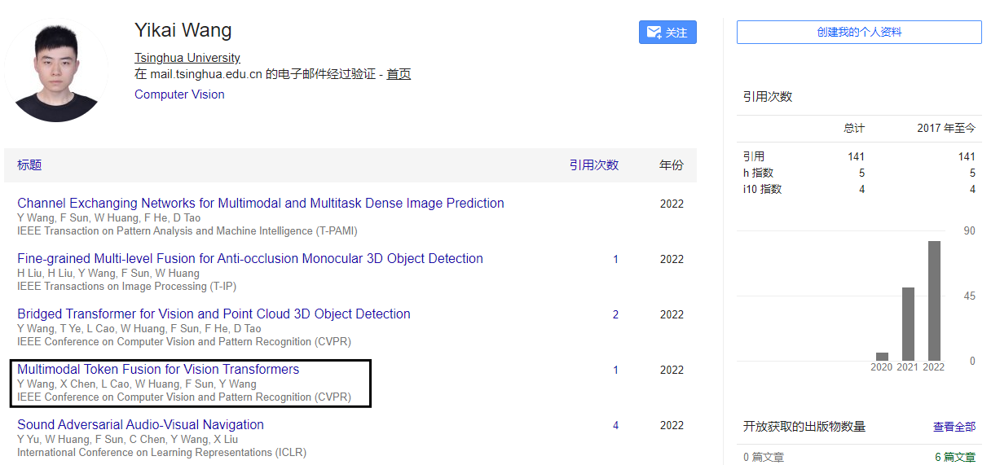 Yikai Wang
关注
Tsinghua University
在 mail.tsinghua.edu.cn 的电子邮件经过验证 - 首页
Computer Vision
标题 引用次数 年份
Channel Exchanging Networks for Multimodal and Multitask Dense Image Prediction 2022
Y Wang, F Sun, W Huang, F He, D Tao
IEEE Transaction on Pattern Analysis and Machine Intelligence (T-PAMI)
Fine-grained Multi-level Fusion for Anti-occlusion Monocular 3D Object Detection 1 2022
H Liu, H Liu, Y Wang, F Sun, W Huang
IEEE Transactions on Image Processing (T-IP)
Bridged Transformer for Vision and Point Cloud 3D Object Detection 2 2022
Y Wang, T Ye, L Cao, W Huang, F Sun, F He, D Tao
IEEE Conference on Computer Vision and Pattern Recognition (CVPR)
Multimodal Token Fusion for Vision Transformers 1 2022
Y Wang, X Chen, L Cao, W Huang, F Sun, Y Wang
IEEE Conference on Computer Vision and Pattern Recognition (CVPR)
Sound Adversarial Audio-Visual Navigation 4 2022
Y Yu, W Huang, F Sun, C Chen, Y Wang, X Liu
International Conference on Learning Representations (ICLR)
创建我的个人资料
引用次数
总计 2017 年至今
引用 141 141
h 指数 5 5
i10 指数 4 4
90
45
0
2020 2021 2022
开放获取的出版物数量 查看全部
0 篇文章 6 篇文章